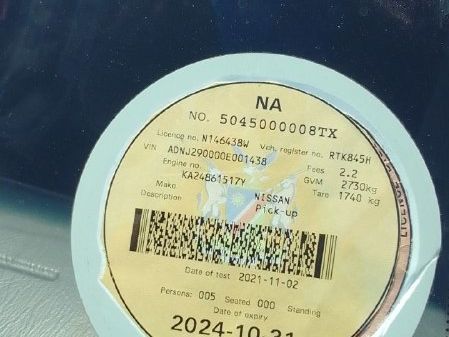 NA
NO. 5045000008TX
Licence no. N146438W Veh. register no. RTK845H
VIN ADNJ290000E001438 Fees 2.2
Engine no. GVM 2730kg
KA24861517Y Tare 1740 kg
Make NISSAN
Description Pick-up
Date of test 2021-11-02
Persons: 005 Seated 000 Standing
Date of expiry
2024-10-31